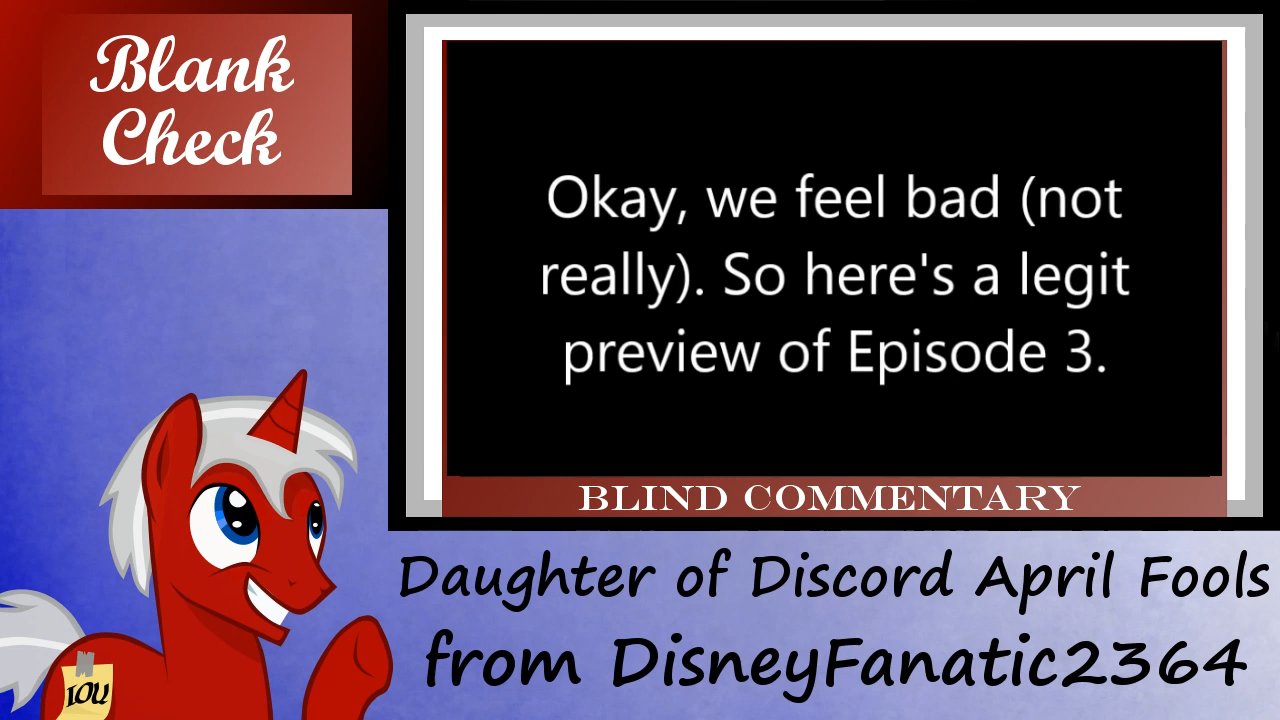 Blank
Check
Okay, we feel bad (not
really). So here's a legit
preview of Episode 3.
BLIND COMMENTARY
Daughter of Discord April Fools
from DisneyFanatic2364
IOU